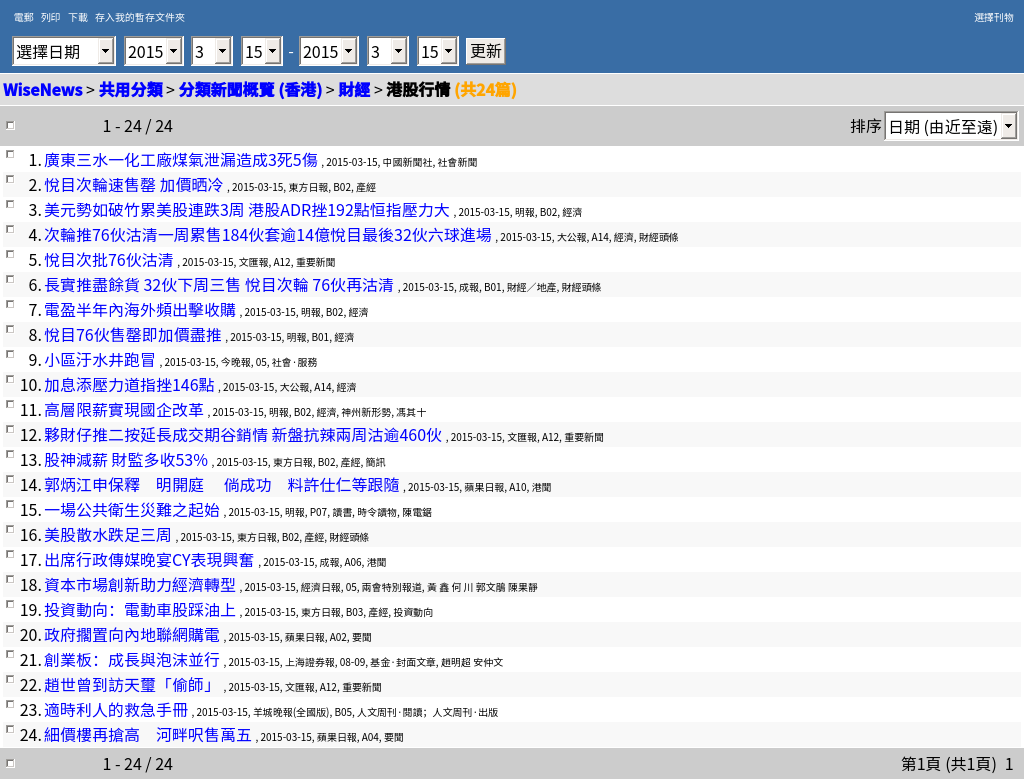 電郵 列印 下載 存入我的暫存文件夾 選擇刊物
選擇日期 2015 3 15 - 2015 3 15 更新
WiseNews > 共用分類 > 分類新聞概覽 (香港) > 財經 > 港股行情 (共24篇)
1 - 24 / 24 排序 日期 (由近至遠)
1. 廣東三水一化工廠煤氣泄漏造成3死5傷 , 2015-03-15, 中國新聞社, 社會新聞
2. 悅目次輪速售罄 加價晒冷 , 2015-03-15, 東方日報, B02, 產經
3. 美元勢如破竹累美股連跌3周 港股ADR挫192點恒指壓力大 , 2015-03-15, 明報, B02, 經濟
4. 次輪推76伙沽清一周累售184伙套逾14億悅目最後32伙六球進場 , 2015-03-15, 大公報, A14, 經濟, 財經頭條
5. 悅目次批76伙沽清 , 2015-03-15, 文匯報, A12, 重要新聞
6. 長實推盡餘貨 32伙下周三售 悅目次輪 76伙再沽清 , 2015-03-15, 成報, B01, 財經／地產, 財經頭條
7. 電盈半年內海外頻出擊收購 , 2015-03-15, 明報, B02, 經濟
8. 悅目76伙售罄即加價盡推 , 2015-03-15, 明報, B01, 經濟
9. 小區汙水井跑冒 , 2015-03-15, 今晚報, 05, 社會·服務
10. 加息添壓力道指挫146點 , 2015-03-15, 大公報, A14, 經濟
11. 高層限薪實現國企改革 , 2015-03-15, 明報, B02, 經濟, 神州新形勢, 馮其十
12. 夥財仔推二按延長成交期谷銷情 新盤抗辣兩周沽逾460伙 , 2015-03-15, 文匯報, A12, 重要新聞
13. 股神減薪 財監多收53% , 2015-03-15, 東方日報, B02, 產經, 簡訊
14. 郭炳江申保釋　明開庭　 倘成功　料許仕仁等跟隨 , 2015-03-15, 蘋果日報, A10, 港聞
15. 一場公共衛生災難之起始 , 2015-03-15, 明報, P07, 讀書, 時令讀物, 陳電鋸
16. 美股散水跌足三周 , 2015-03-15, 東方日報, B02, 產經, 財經頭條
17. 出席行政傳媒晚宴CY表現興奮 , 2015-03-15, 成報, A06, 港聞
18. 資本市場創新助力經濟轉型 , 2015-03-15, 經濟日報, 05, 兩會特別報道, 黃 鑫 何 川 郭文鵑 陳果靜
19. 投資動向：電動車股踩油上 , 2015-03-15, 東方日報, B03, 產經, 投資動向
20. 政府擱置向內地聯網購電 , 2015-03-15, 蘋果日報, A02, 要聞
21. 創業板：成長與泡沫並行 , 2015-03-15, 上海證券報, 08-09, 基金·封面文章, 趙明超 安仲文
22. 趙世曾到訪天璽「偷師」 , 2015-03-15, 文匯報, A12, 重要新聞
23. 適時利人的救急手冊 , 2015-03-15, 羊城晚報(全國版), B05, 人文周刊·閱讀；人文周刊·出版
24. 細價樓再搶高　河畔呎售萬五 , 2015-03-15, 蘋果日報, A04, 要聞
1 - 24 / 24 第1頁 (共1頁) 1